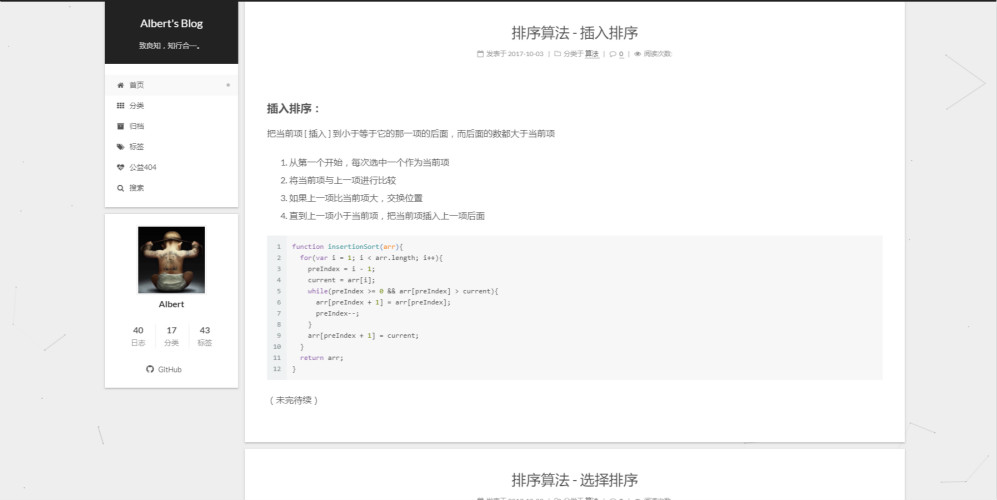 Albert's Blog
致良知，知行合一。
首页
分类
归档
标签
公益404
搜索
Albert
40 17 43
日志 分类 标签
GitHub
排序算法 - 插入排序
发表于 2017-10-03 | 分类于 算法 | 0 | 阅读次数
插入排序：
把当前项 [ 插入 ] 到小于等于它的那一项的后面，而后面的数都大于当前项
1. 从第一个开始，每次选中一个作为当前项
2. 将当前项与上一项进行比较
3. 如果上一项比当前项大，交换位置
4. 直到上一项小于当前项，把当前项插入上一项后面
1 function insertionSort(arr){
2 for(var i = 1; i < arr.length; i++){
3 preIndex = i - 1;
4 current = arr[i];
5 while(preIndex >= 0 && arr[preIndex] > current){
6 arr[preIndex + 1] = arr[preIndex];
7 preIndex--;
8 }
9 arr[preIndex + 1] = current;
10 }
11 return arr;
12 }
（未完待续）
排序算法 - 选择排序